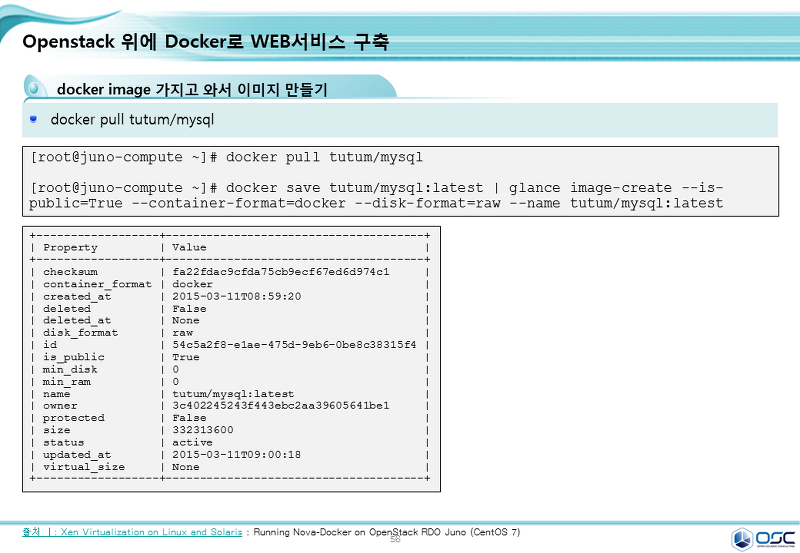 Openstack 위에 Docker로 WEB서비스 구축
docker image 가지고 와서 이미지 만들기
docker pull tutum/mysql
[root@juno-compute ~]# docker pull tutum/mysql
[root@juno-compute ~]# docker save tutum/mysql:latest | glance image-create --is-
public=True --container-format=docker --disk-format=raw --name tutum/mysql:latest
+------------------+--------------------------------------+
| Property | Value |
+------------------+--------------------------------------+
| checksum | fa22fdac9cfda75cb9ecf67ed6d974c1 |
| container_format | docker |
| created_at | 2015-03-11T08:59:20 |
| deleted | False |
| deleted_at | None |
| disk_format | raw |
| id | 54c5a2f8-e1ae-475d-9eb6-0be8c38315f4 |
| is_public | True |
| min_disk | 0 |
| min_ram | 0 |
| name | tutum/mysql:latest |
| owner | 3c402245243f443ebc2aa39605641be1 |
| protected | False |
| size | 332313600 |
| status | active |
| updated_at | 2015-03-11T09:00:18 |
| virtual_size | None |
+------------------+--------------------------------------+
출처 | : Xen Virtualization on Linux and Solaris : Running Nova-Docker on OpenStack RDO Juno (CentOS 7)
56
OSC
OPEN SOURCE CONSULTING